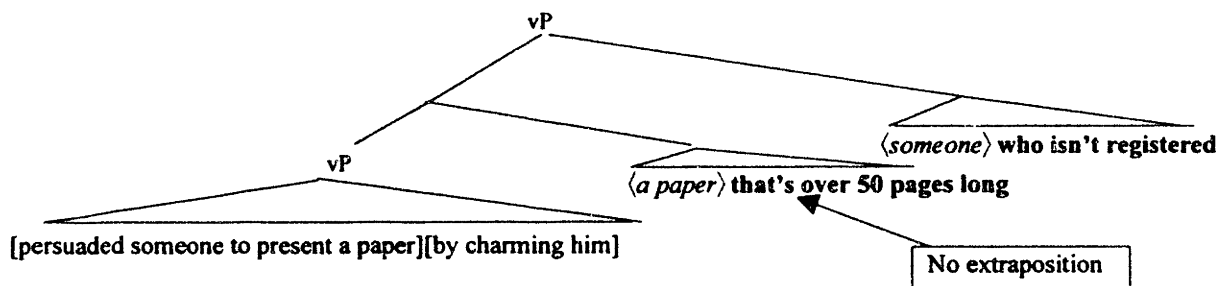 vP
⟨someone⟩ who isn't registered
vP
⟨a paper⟩ that's over 50 pages long
[persuaded someone to present a paper][by charming him]
No extraposition